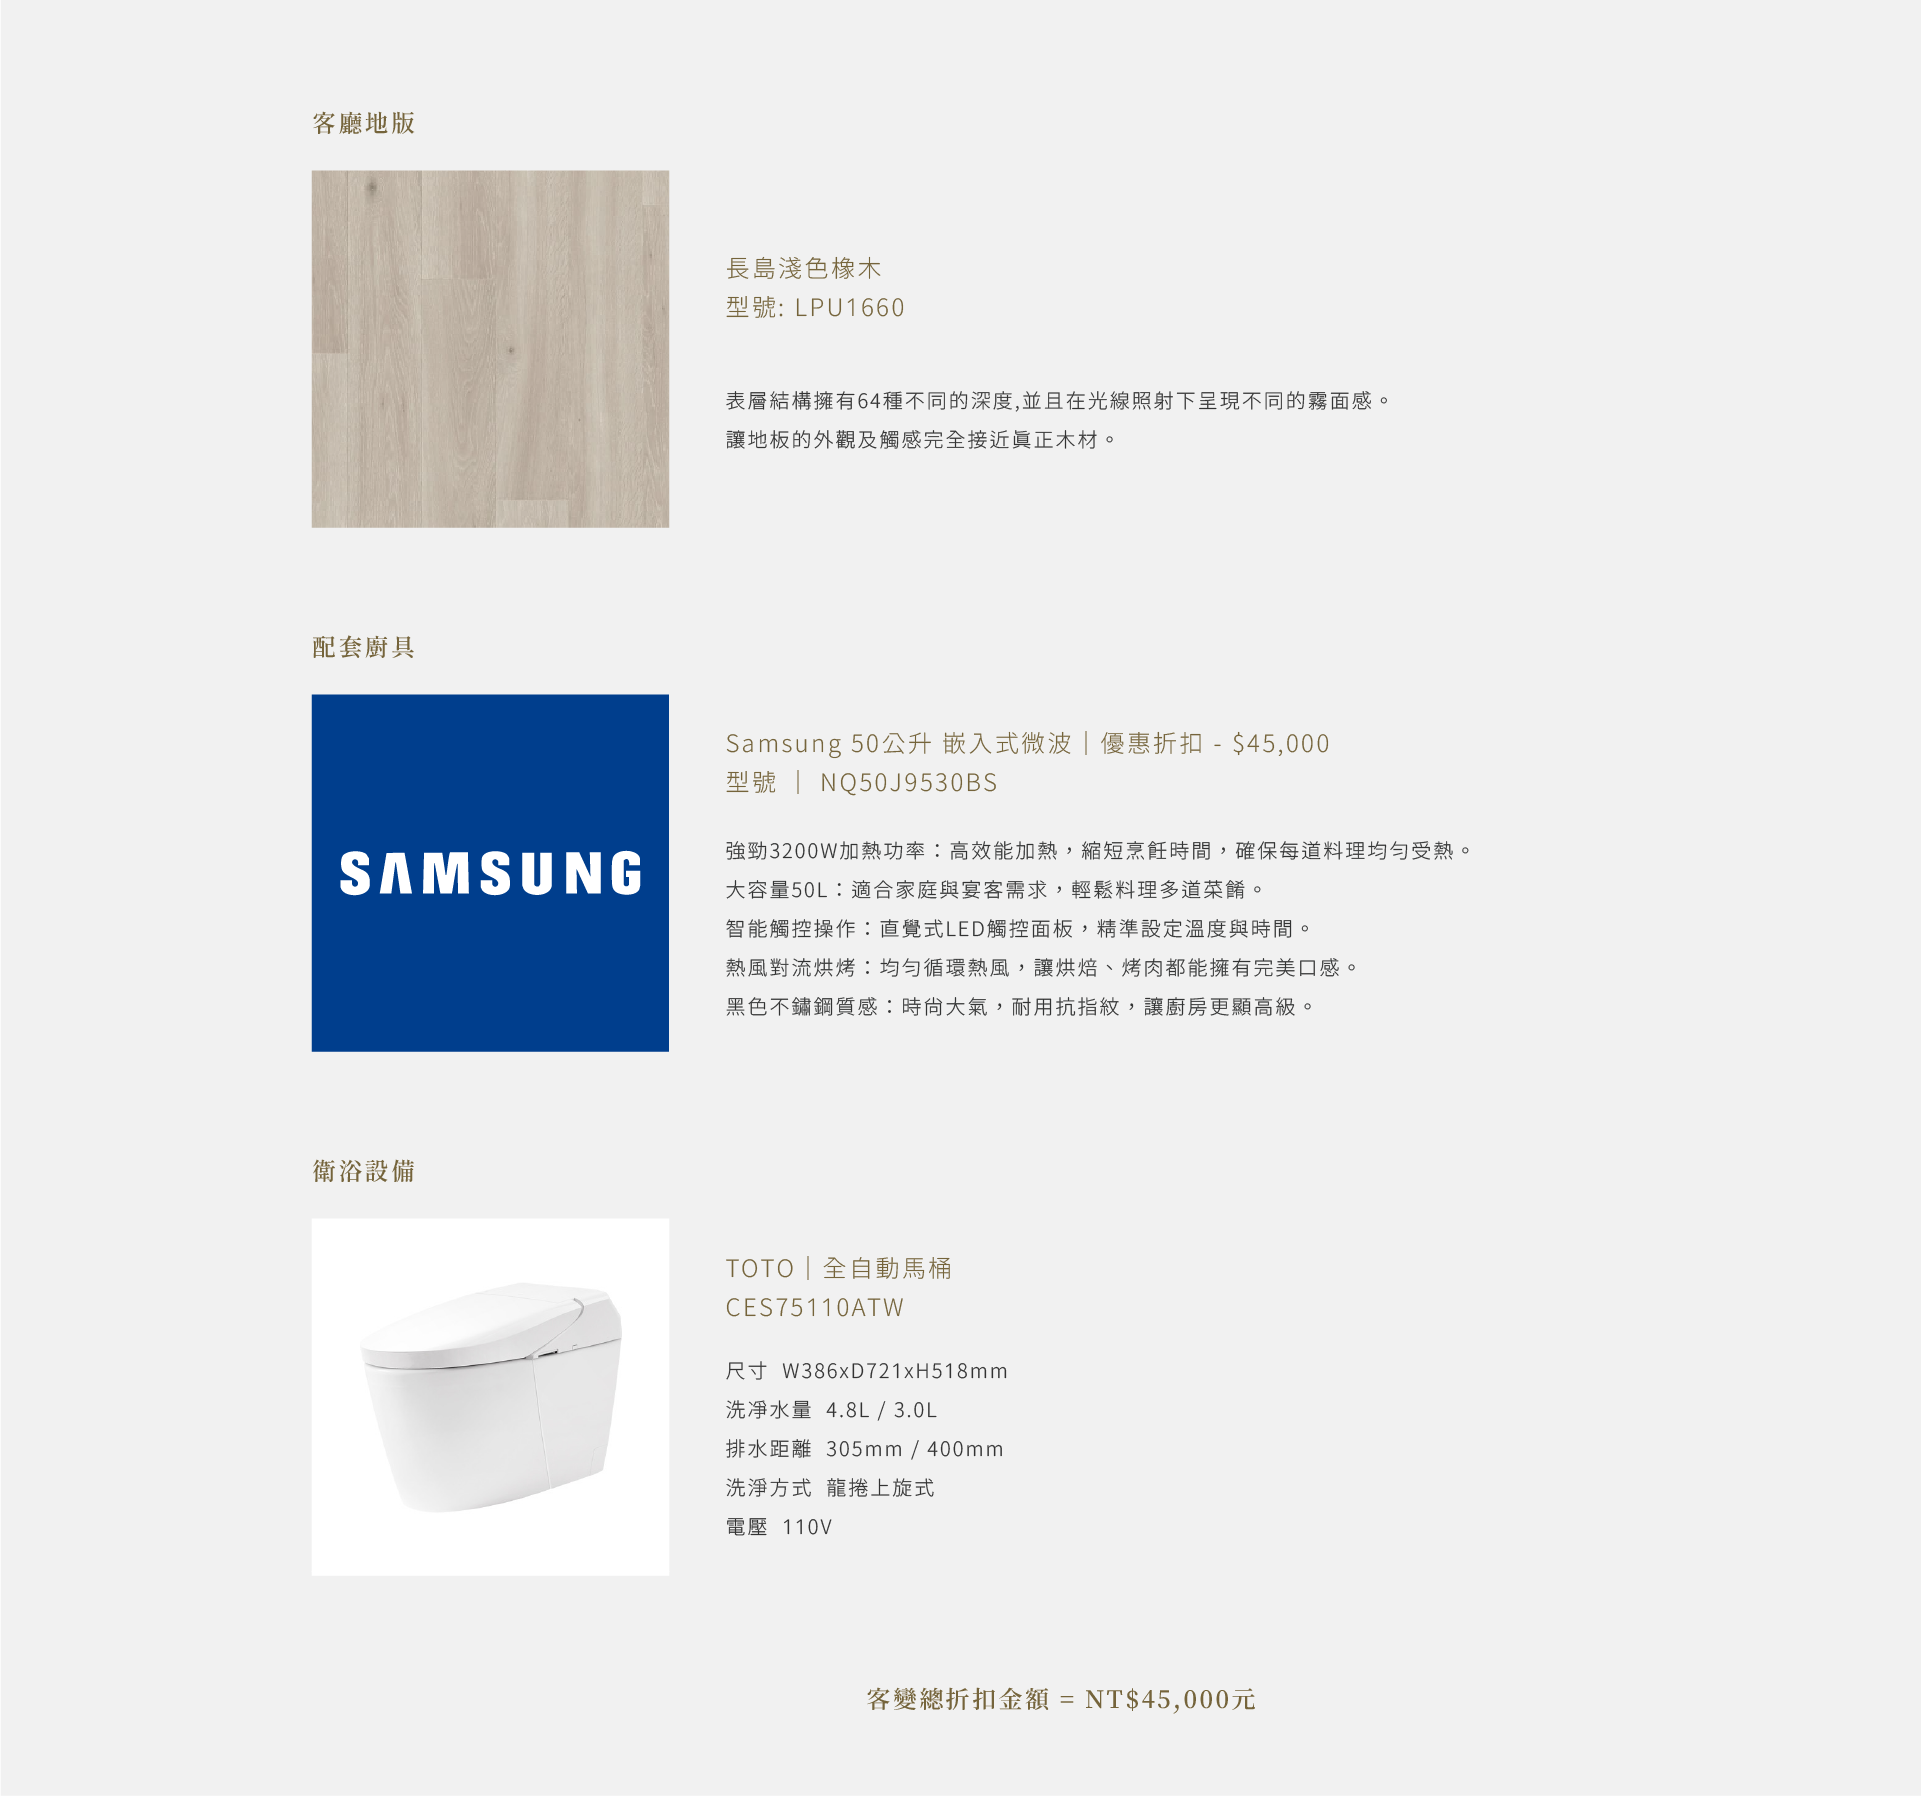 客廳地版
長島淺色橡木
型號: LPU1660
表層結構擁有64種不同的深度,並且在光線照射下呈現不同的霧面感。
讓地板的外觀及觸感完全接近真正木材。
配套廚具
SAMSUNG
Samsung 50公升 嵌入式微波｜優惠折扣 - $45,000
型號 ｜ NQ50J9530BS
強勁3200W加熱功率：高效能加熱，縮短烹飪時間，確保每道料理均勻受熱。
大容量50L：適合家庭與宴客需求，輕鬆料理多道菜餚。
智能觸控操作：直覺式LED觸控面板，精準設定溫度與時間。
熱風對流烘烤：均勻循環熱風，讓烘焙、烤肉都能擁有完美口感。
黑色不鏽鋼質感：時尚大氣，耐用抗指紋，讓廚房更顯高級。
衛浴設備
TOTO｜全自動馬桶
CES75110ATW
尺寸 W386xD721xH518mm
洗淨水量 4.8L / 3.0L
排水距離 305mm / 400mm
洗淨方式 龍捲上旋式
電壓 110V
客變總折扣金額 = NT$45,000元